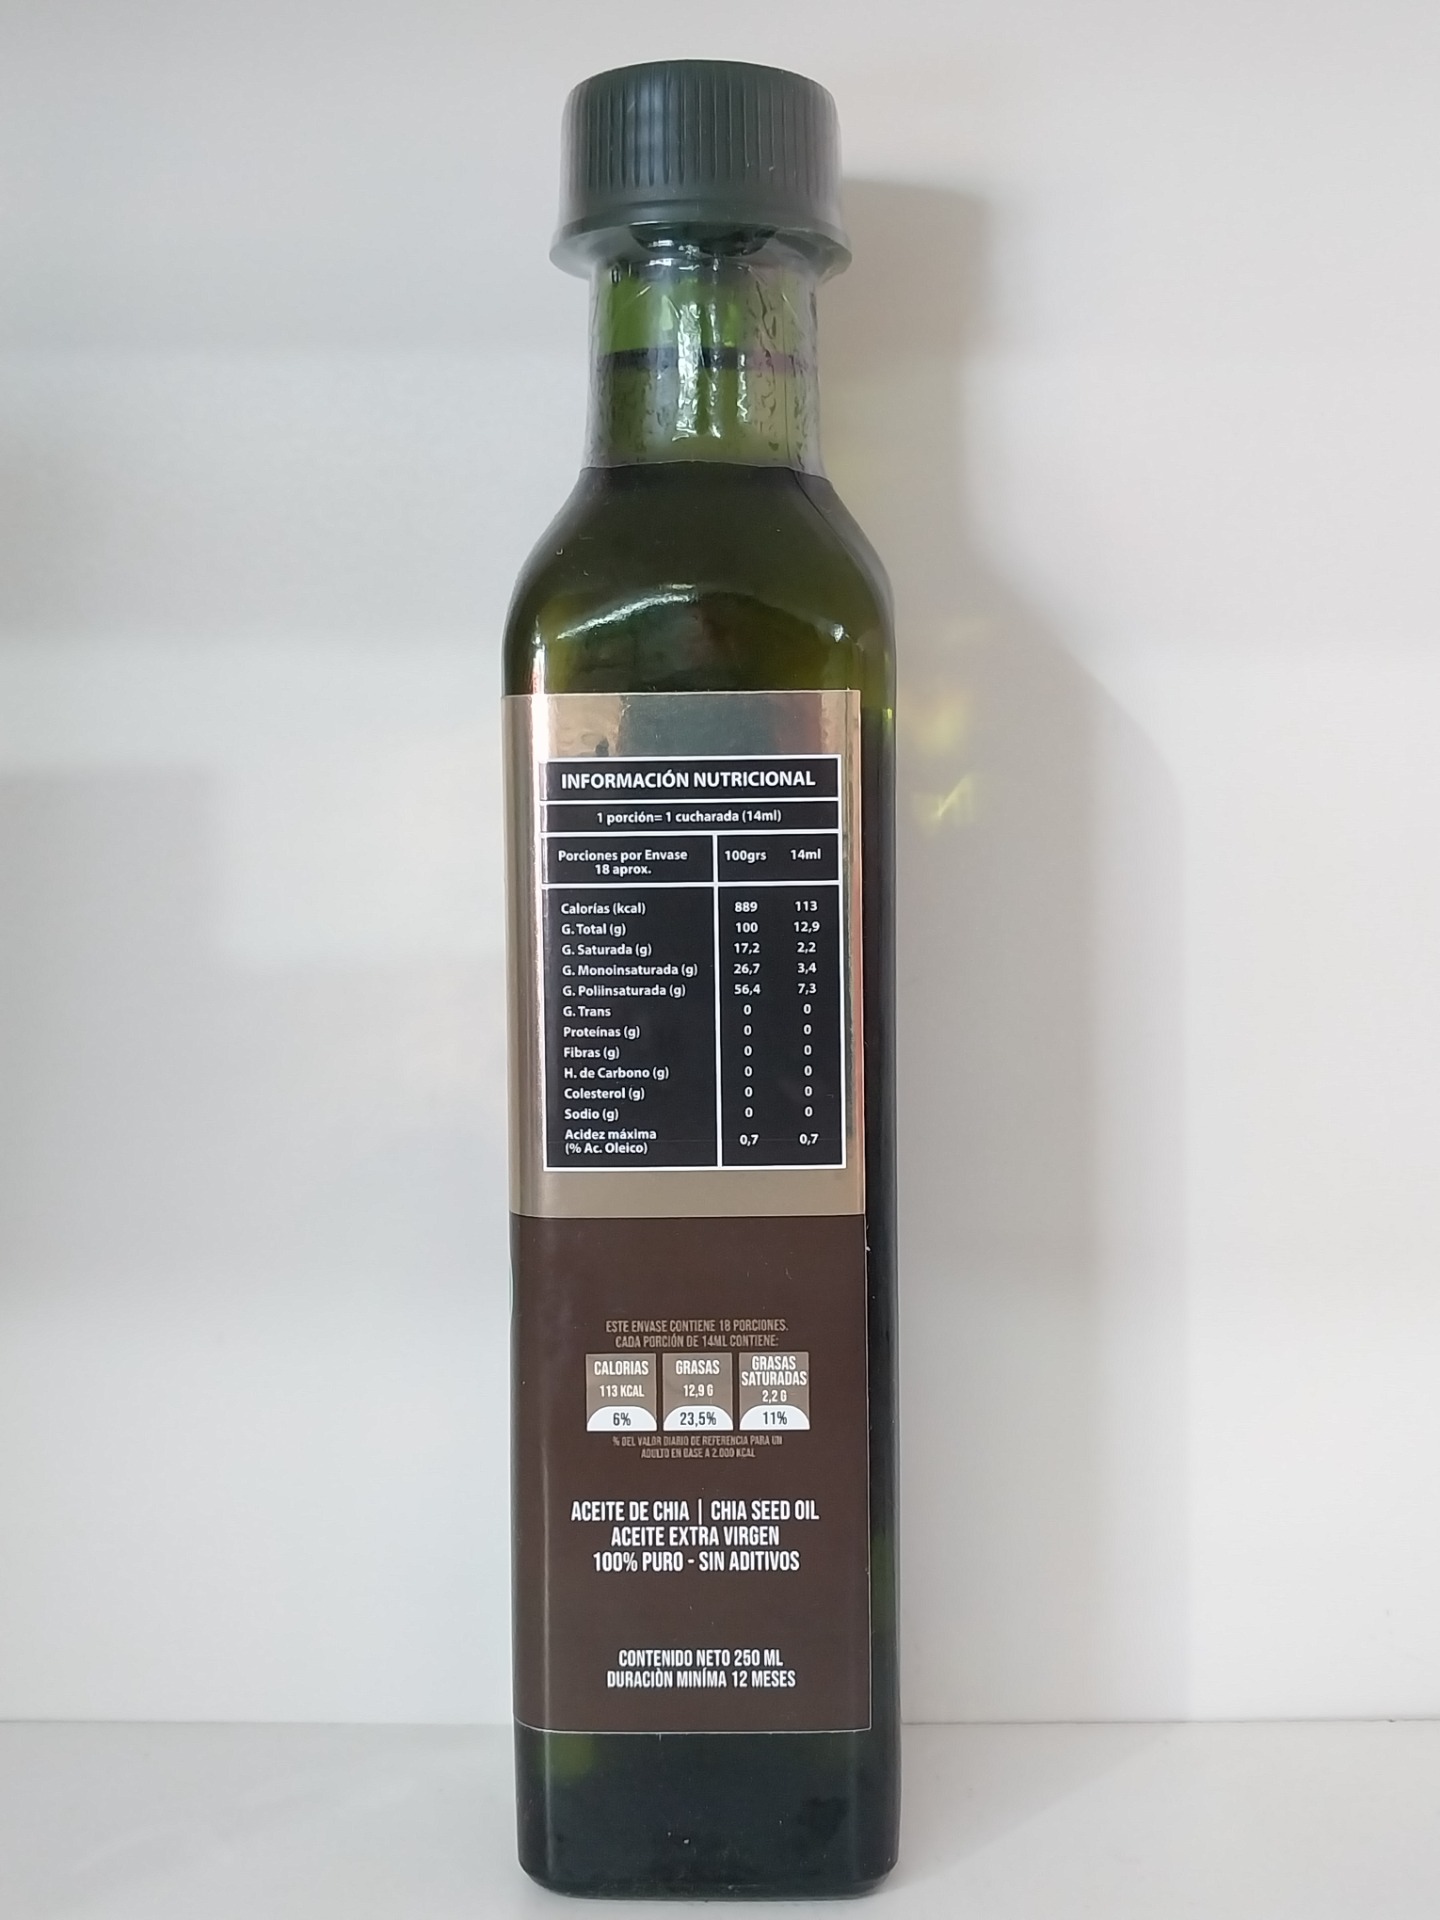 INFORMACIÓN NUTRICIONAL
1 porción= 1 cucharada (14ml)
Porciones por Envase 100grs 14ml
18 aprox.
Calorías (kcal) 889 113
G. Total (g) 100 12,9
G. Saturada (g) 17,2 2,2
G. Monoinsaturada (g) 26,7 3,4
G. Poliinsaturada (g) 56,4 7,3
G. Trans 0 0
Proteínas (g) 0 0
Fibras (g) 0 0
H. de Carbono (g) 0 0
Colesterol (g) 0 0
Sodio (g) 0 0
Acidez máxima 0,7 0,7
(% Ac. Oleico)
ESTE ENVASE CONTIENE 18 PORCIONES.
CADA PORCIÓN DE 14ML CONTIENE:
CALORIAS GRASAS GRASAS SATURADAS
113 KCAL 12,9 G 2,2 G
6% 23,5% 11%
% DEL VALOR DIARIO DE REFERENCIA PARA UN
ADULTO EN BASE A 2.000 KCAL
ACEITE DE CHIA | CHIA SEED OIL
ACEITE EXTRA VIRGEN
100% PURO - SIN ADITIVOS
CONTENIDO NETO 250 ML
DURACIÒN MINÍMA 12 MESES